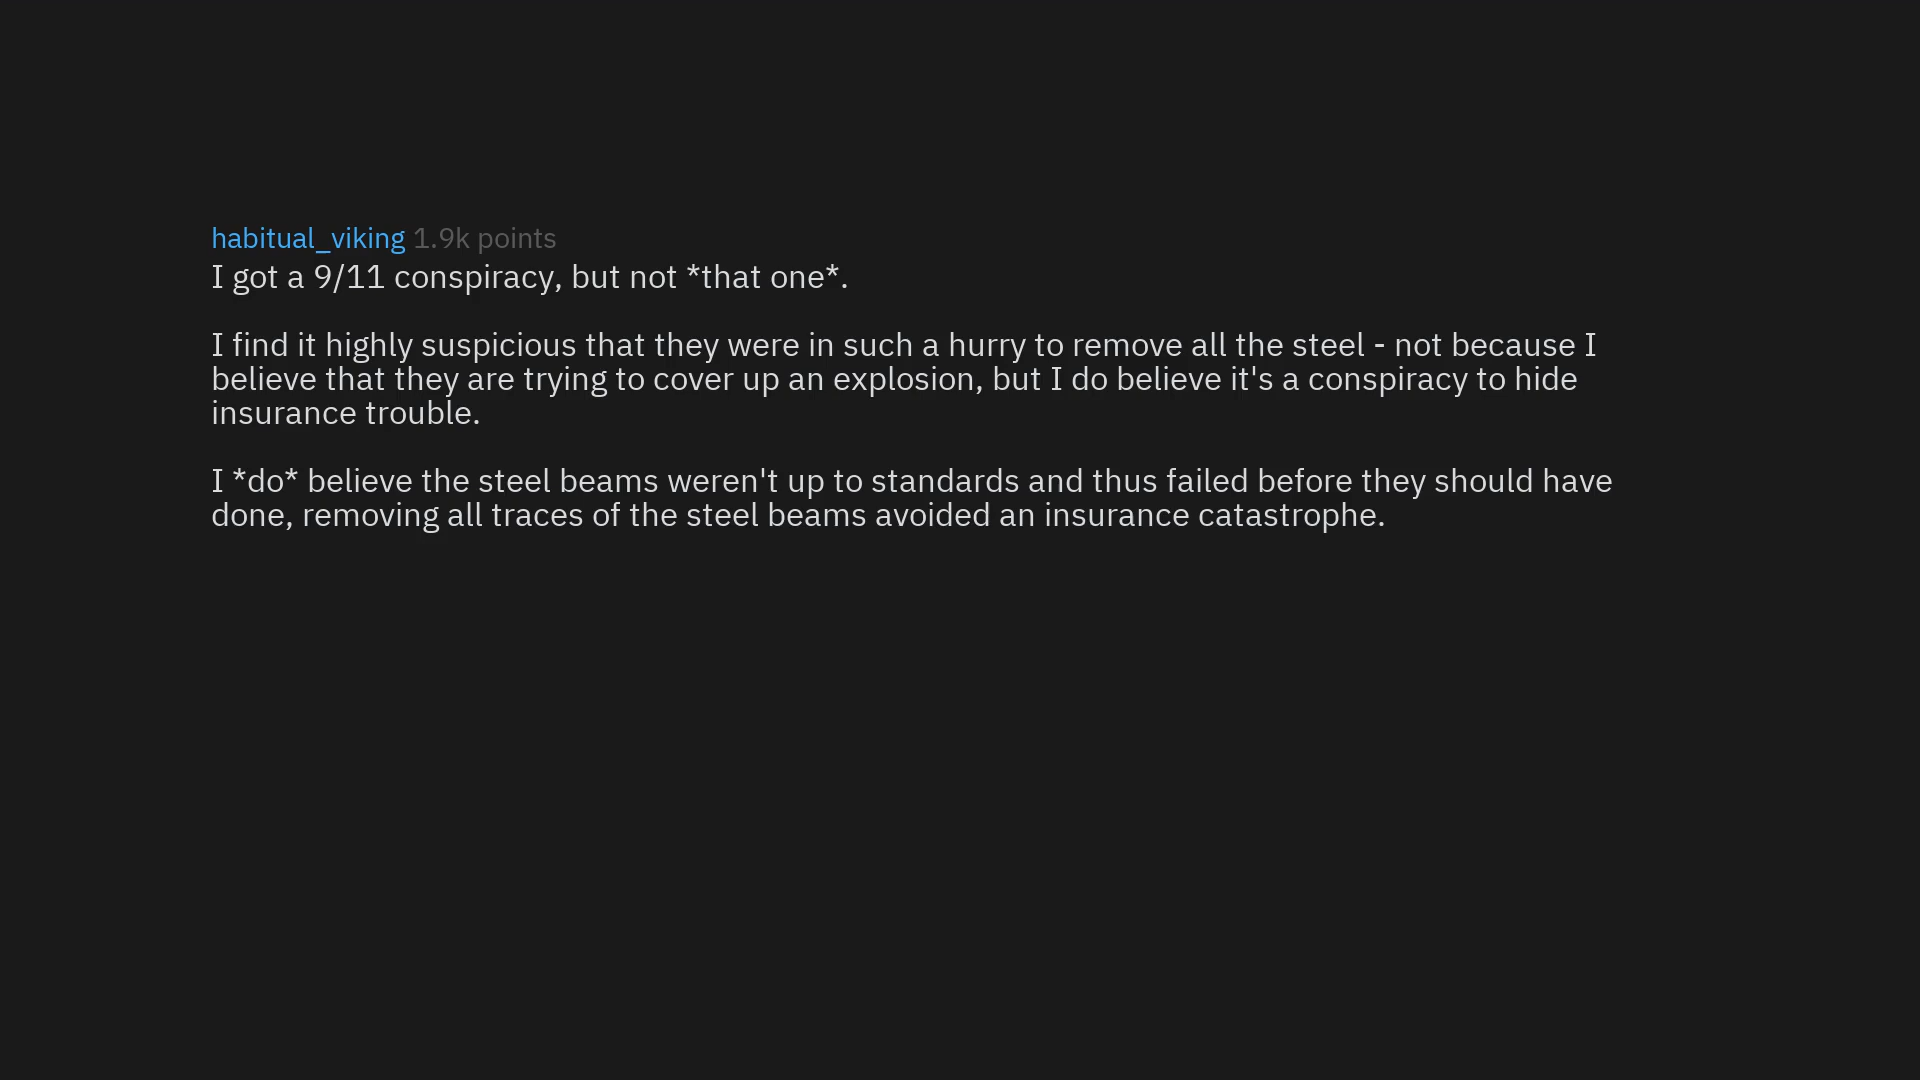 habitual_viking 1.9k points
I got a 9/11 conspiracy, but not *that one*.
I find it highly suspicious that they were in such a hurry to remove all the steel - not because I
believe that they are trying to cover up an explosion, but I do believe it's a conspiracy to hide
insurance trouble.
I *do* believe the steel beams weren't up to standards and thus failed before they should have
done, removing all traces of the steel beams avoided an insurance catastrophe.